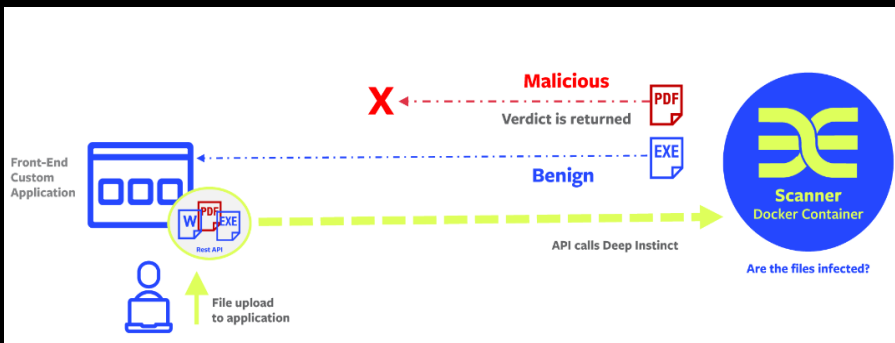 Malicious
PDF
X
Verdict is returned
EXE
Front-End
Custom
Application
Benign
Scanner
Docker Container
W
PDF
EXE
Rest API
API calls Deep Instinct
Are the files infected?
File upload
to application